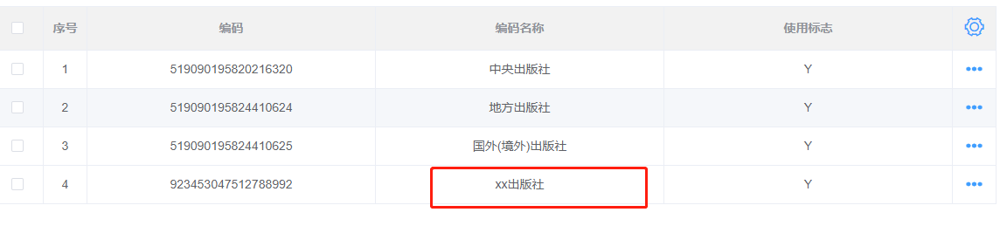 序号 编码 编码名称 使用标志
1 519090195820216320 中央出版社 Y
2 519090195824410624 地方出版社 Y
3 519090195824410625 国外(境外)出版社 Y
4 923453047512788992 xx出版社 Y